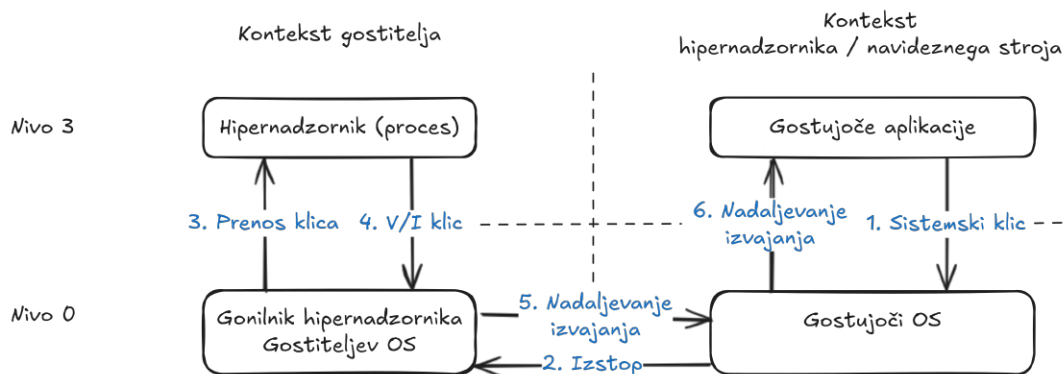 Kontekst gostitelja
Kontekst
hipernadzornika / navideznega stroja
Nivo 3
Hipernadzornik (proces)
Gostujoče aplikacije
3. Prenos klica
4. V/I klic
6. Nadaljevanje
izvajanja
1. Sistemski klic
Nivo 0
Gonilnik hipernadzornika
Gostiteljev OS
5. Nadaljevanje
izvajanja
2. Izstop
Gostujoči OS